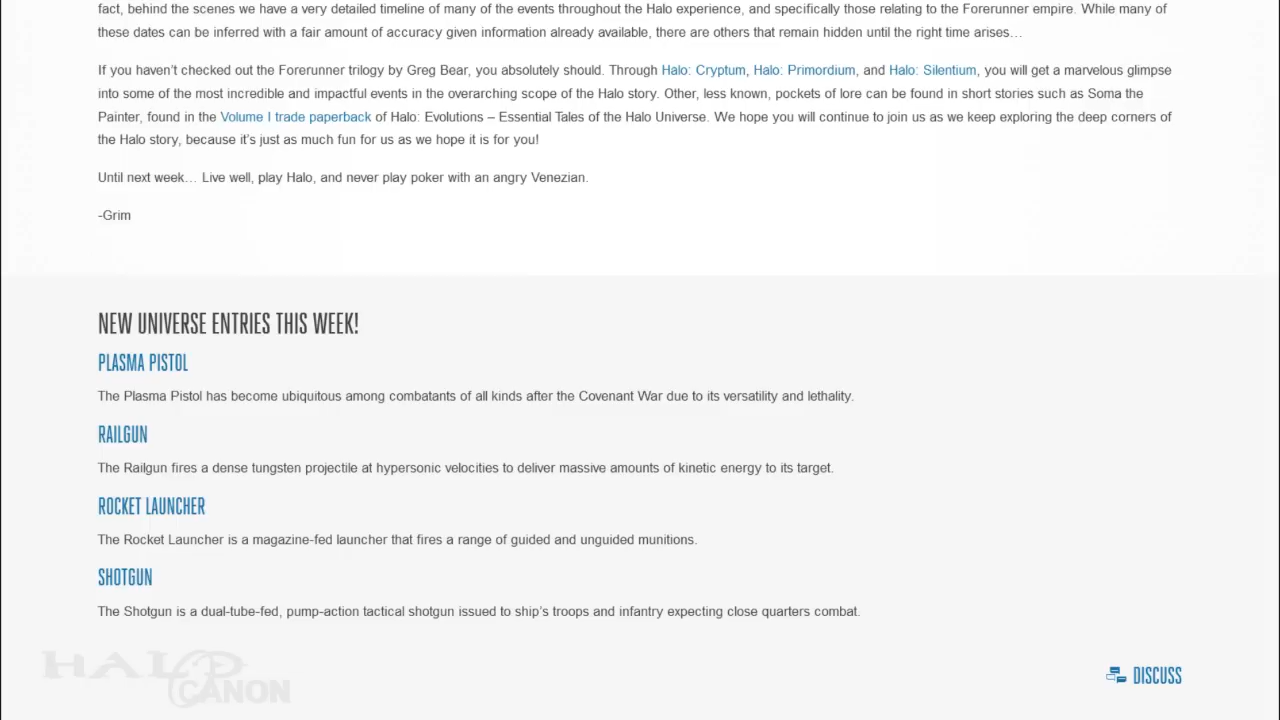 fact, behind the scenes we have a very detailed timeline of many of the events throughout the Halo experience, and specifically those relating to the Forerunner empire. While many of
these dates can be inferred with a fair amount of accuracy given information already available, there are others that remain hidden until the right time arises…
If you haven’t checked out the Forerunner trilogy by Greg Bear, you absolutely should. Through Halo: Cryptum, Halo: Primordium, and Halo: Silentium, you will get a marvelous glimpse
into some of the most incredible and impactful events in the overarching scope of the Halo story. Other, less known, pockets of lore can be found in short stories such as Soma the
Painter, found in the Volume I trade paperback of Halo: Evolutions – Essential Tales of the Halo Universe. We hope you will continue to join us as we keep exploring the deep corners of
the Halo story, because it’s just as much fun for us as we hope it is for you!
Until next week… Live well, play Halo, and never play poker with an angry Venezian.
-Grim
NEW UNIVERSE ENTRIES THIS WEEK!
PLASMA PISTOL
The Plasma Pistol has become ubiquitous among combatants of all kinds after the Covenant War due to its versatility and lethality.
RAILGUN
The Railgun fires a dense tungsten projectile at hypersonic velocities to deliver massive amounts of kinetic energy to its target.
ROCKET LAUNCHER
The Rocket Launcher is a magazine-fed launcher that fires a range of guided and unguided munitions.
SHOTGUN
The Shotgun is a dual-tube-fed, pump-action tactical shotgun issued to ship’s troops and infantry expecting close quarters combat.
HALO
CANON
DISCUSS